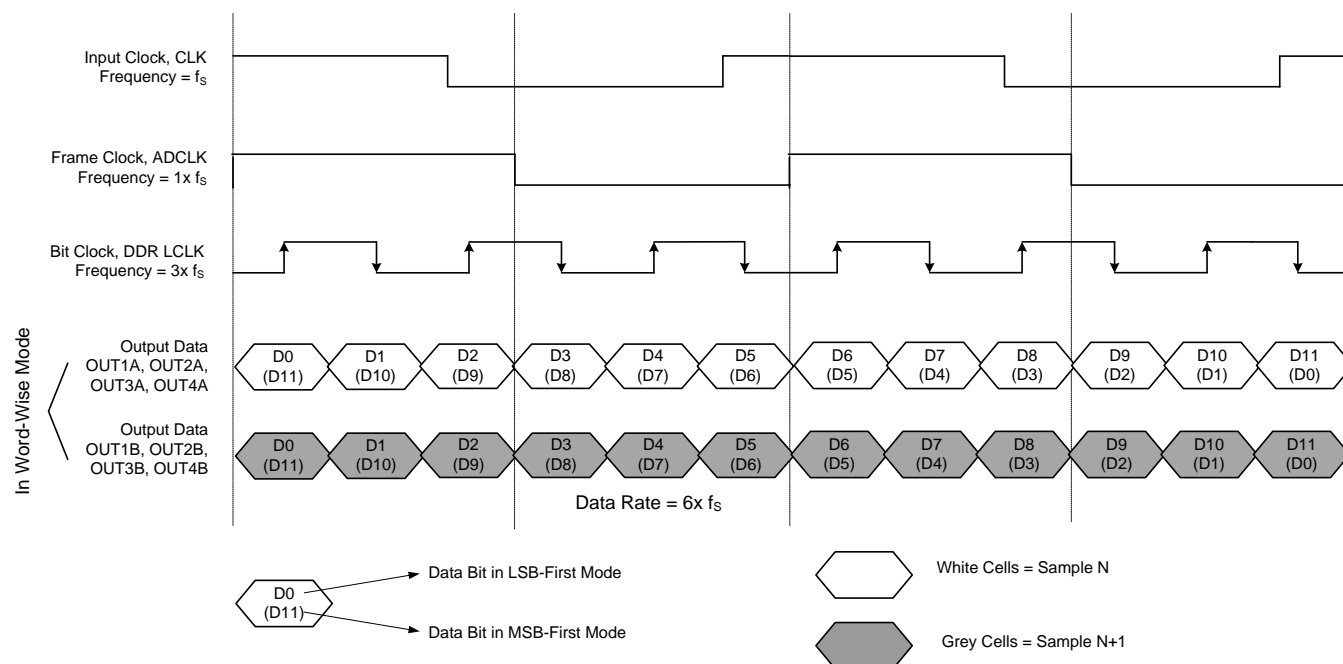 Input Clock, CLK
Frequency = fS
Frame Clock, ADCLK
Frequency = 1x fS
Bit Clock, DDR LCLK
Frequency = 3x fS
In Word-Wise Mode
Output Data
OUT1A, OUT2A,
OUT3A, OUT4A
D0 D1 D2 D3 D4 D5 D6 D7 D8 D9 D10 D11
(D11) (D10) (D9) (D8) (D7) (D6) (D5) (D4) (D3) (D2) (D1) (D0)
Output Data
OUT1B, OUT2B,
OUT3B, OUT4B
D0 D1 D2 D3 D4 D5 D6 D7 D8 D9 D10 D11
(D11) (D10) (D9) (D8) (D7) (D6) (D5) (D4) (D3) (D2) (D1) (D0)
Data Rate = 6x fS
D0
(D11)
Data Bit in LSB-First Mode
Data Bit in MSB-First Mode
White Cells = Sample N
Grey Cells = Sample N+1